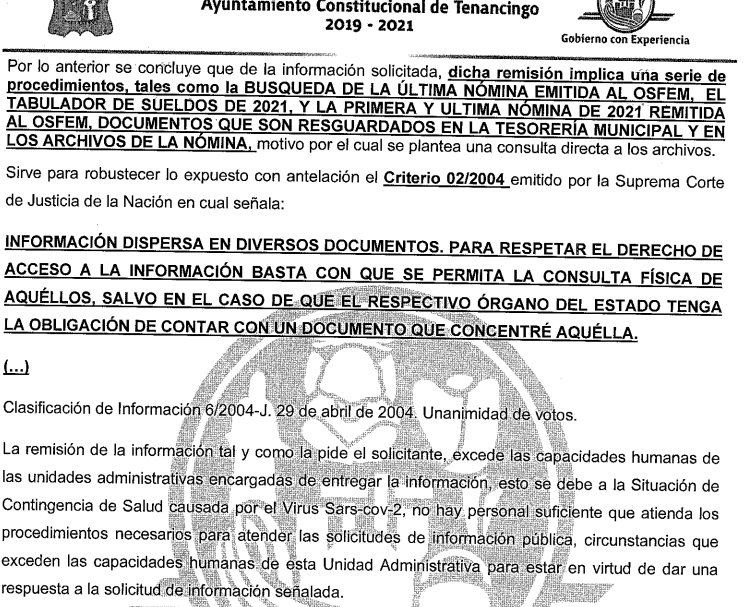 Ayuntamiento Constitucional de Tenancingo
2019 - 2021
Gobierno con Experiencia
Por lo anterior se concluye que de la información solicitada, dicha remisión implica una serie de
procedimientos, tales como la BUSQUEDA DE LA ÚLTIMA NÓMINA EMITIDA AL OSFEM, EL
TABULADOR DE SUELDOS DE 2021, Y LA PRIMERA Y ULTIMA NÓMINA DE 2021 REMITIDA
AL OSFEM, DOCUMENTOS QUE SON RESGUARDADOS EN LA TESORERÍA MUNICIPAL Y EN
LOS ARCHIVOS DE LA NÓMINA, motivo por el cual se plantea una consulta directa a los archivos.
Sirve para robustecer lo expuesto con antelación el Criterio 02/2004 emitido por la Suprema Corte
de Justicia de la Nación en cual señala:
INFORMACIÓN DISPERSA EN DIVERSOS DOCUMENTOS. PARA RESPETAR EL DERECHO DE
ACCESO A LA INFORMACIÓN BASTA CON QUE SE PERMITA LA CONSULTA FÍSICA DE
AQUÉLLOS, SALVO EN EL CASO DE QUE EL RESPECTIVO ÓRGANO DEL ESTADO TENGA
LA OBLIGACIÓN DE CONTAR CON UN DOCUMENTO QUE CONCENTRÉ AQUÉLLA.
(...)
Clasificación de Información 6/2004-J. 29 de abril de 2004. Unanimidad de votos.
La remisión de la información tal y como la pide el solicitante, excede las capacidades humanas de
las unidades administrativas encargadas de entregar la información, esto se debe a la Situación de
Contingencia de Salud causada por el Virus Sars-cov-2, no hay personal suficiente que atienda los
procedimientos necesarios para atender las solicitudes de información pública, circunstancias que
exceden las capacidades humanas de esta Unidad Administrativa para estar en virtud de dar una
respuesta a la solicitud de información señalada.